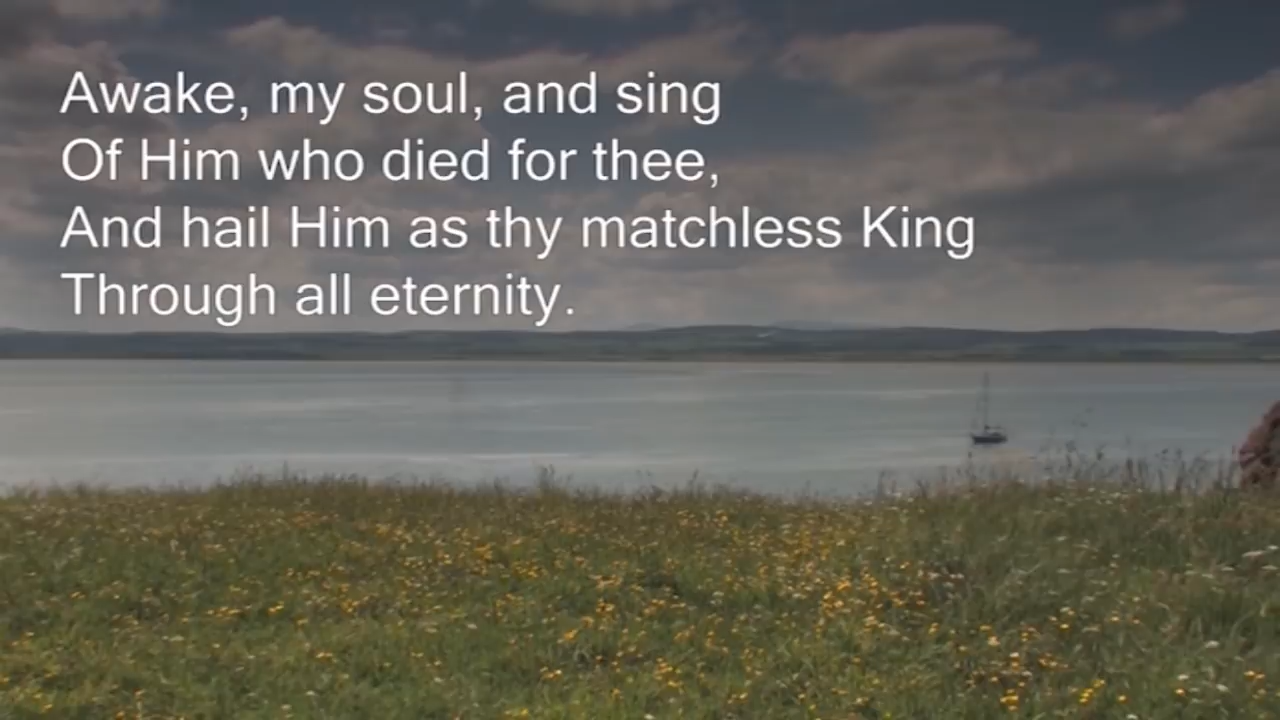 Awake, my soul, and sing
Of Him who died for thee,
And hail Him as thy matchless King
Through all eternity.